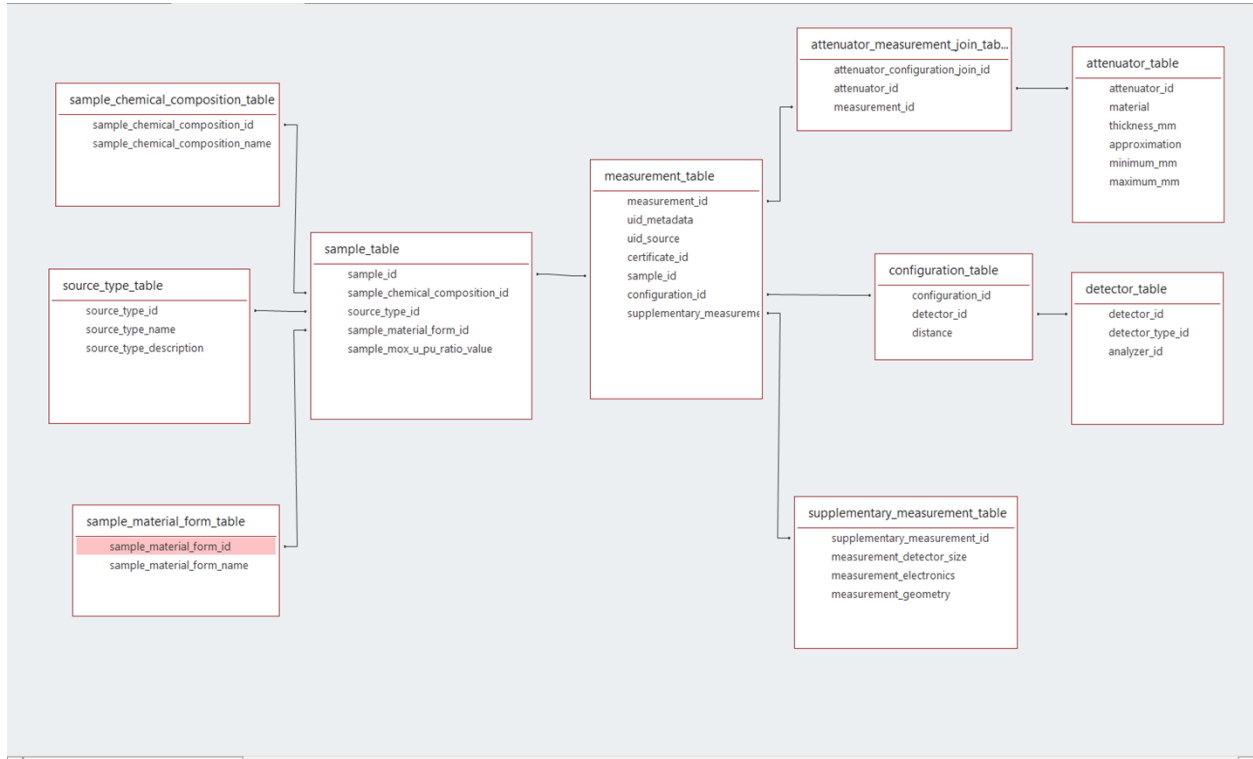 sample_chemical_composition_table
sample_chemical_composition_id
sample_chemical_composition_name
source_type_table
source_type_id
source_type_name
source_type_description
sample_material_form_table
sample_material_form_id
sample_material_form_name
sample_table
sample_id
sample_chemical_composition_id
source_type_id
sample_material_form_id
sample_mox_u_pu_ratio_value
measurement_table
measurement_id
uid_metadata
uid_source
certificate_id
sample_id
configuration_id
supplementary_measureme
attenuator_measurement_join_tab...
attenuator_configuration_join_id
attenuator_id
measurement_id
attenuator_table
attenuator_id
material
thickness_mm
approximation
minimum_mm
maximum_mm
configuration_table
configuration_id
detector_id
distance
detector_table
detector_id
detector_type_id
analyzer_id
supplementary_measurement_table
supplementary_measurement_id
measurement_detector_size
measurement_electronics
measurement_geometry